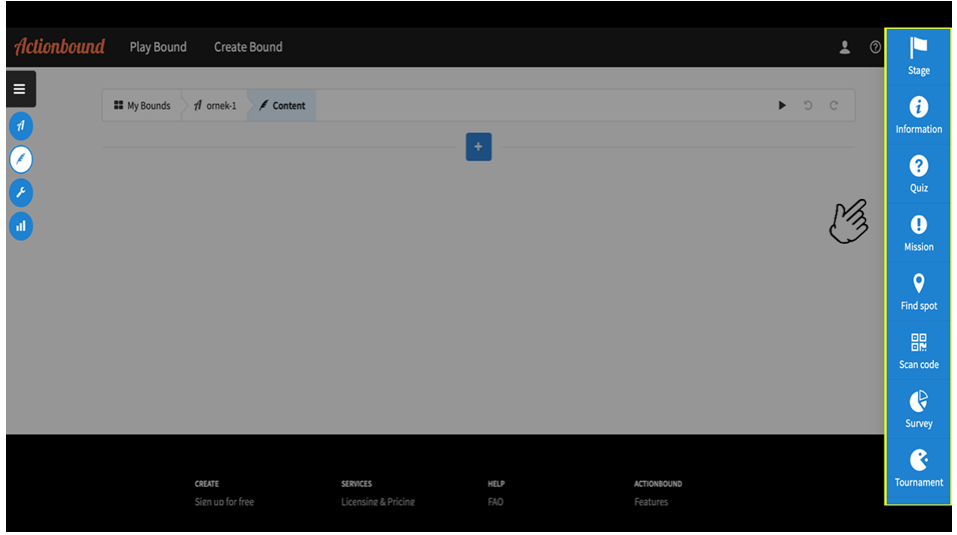 Actionbound Play Bound Create Bound
My Bounds ornek-1 Content
+
Stage
Information
Quiz
Mission
Find spot
Scan code
Survey
Tournament
CREATE SERVICES HELP ACTIONBOUND
Sign up for free Licensing & Pricing FAQ Features